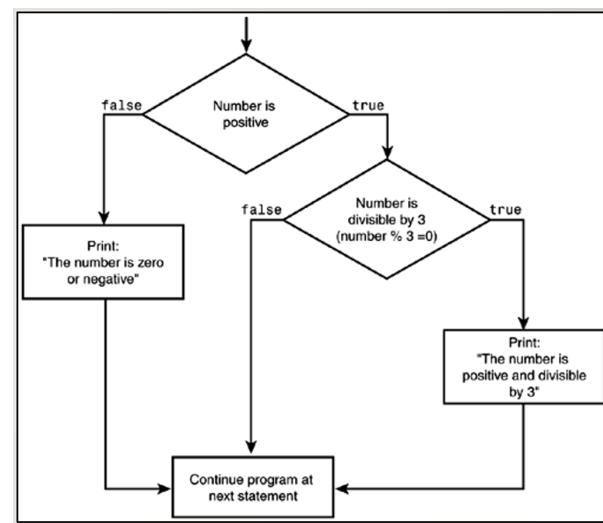 Number is
positive
false
true
Number is
divisible by 3
(number % 3 =0)
false
true
Print:
"The number is zero
or negative"
Print:
"The number is
positive and divisible
by 3"
Continue program at
next statement